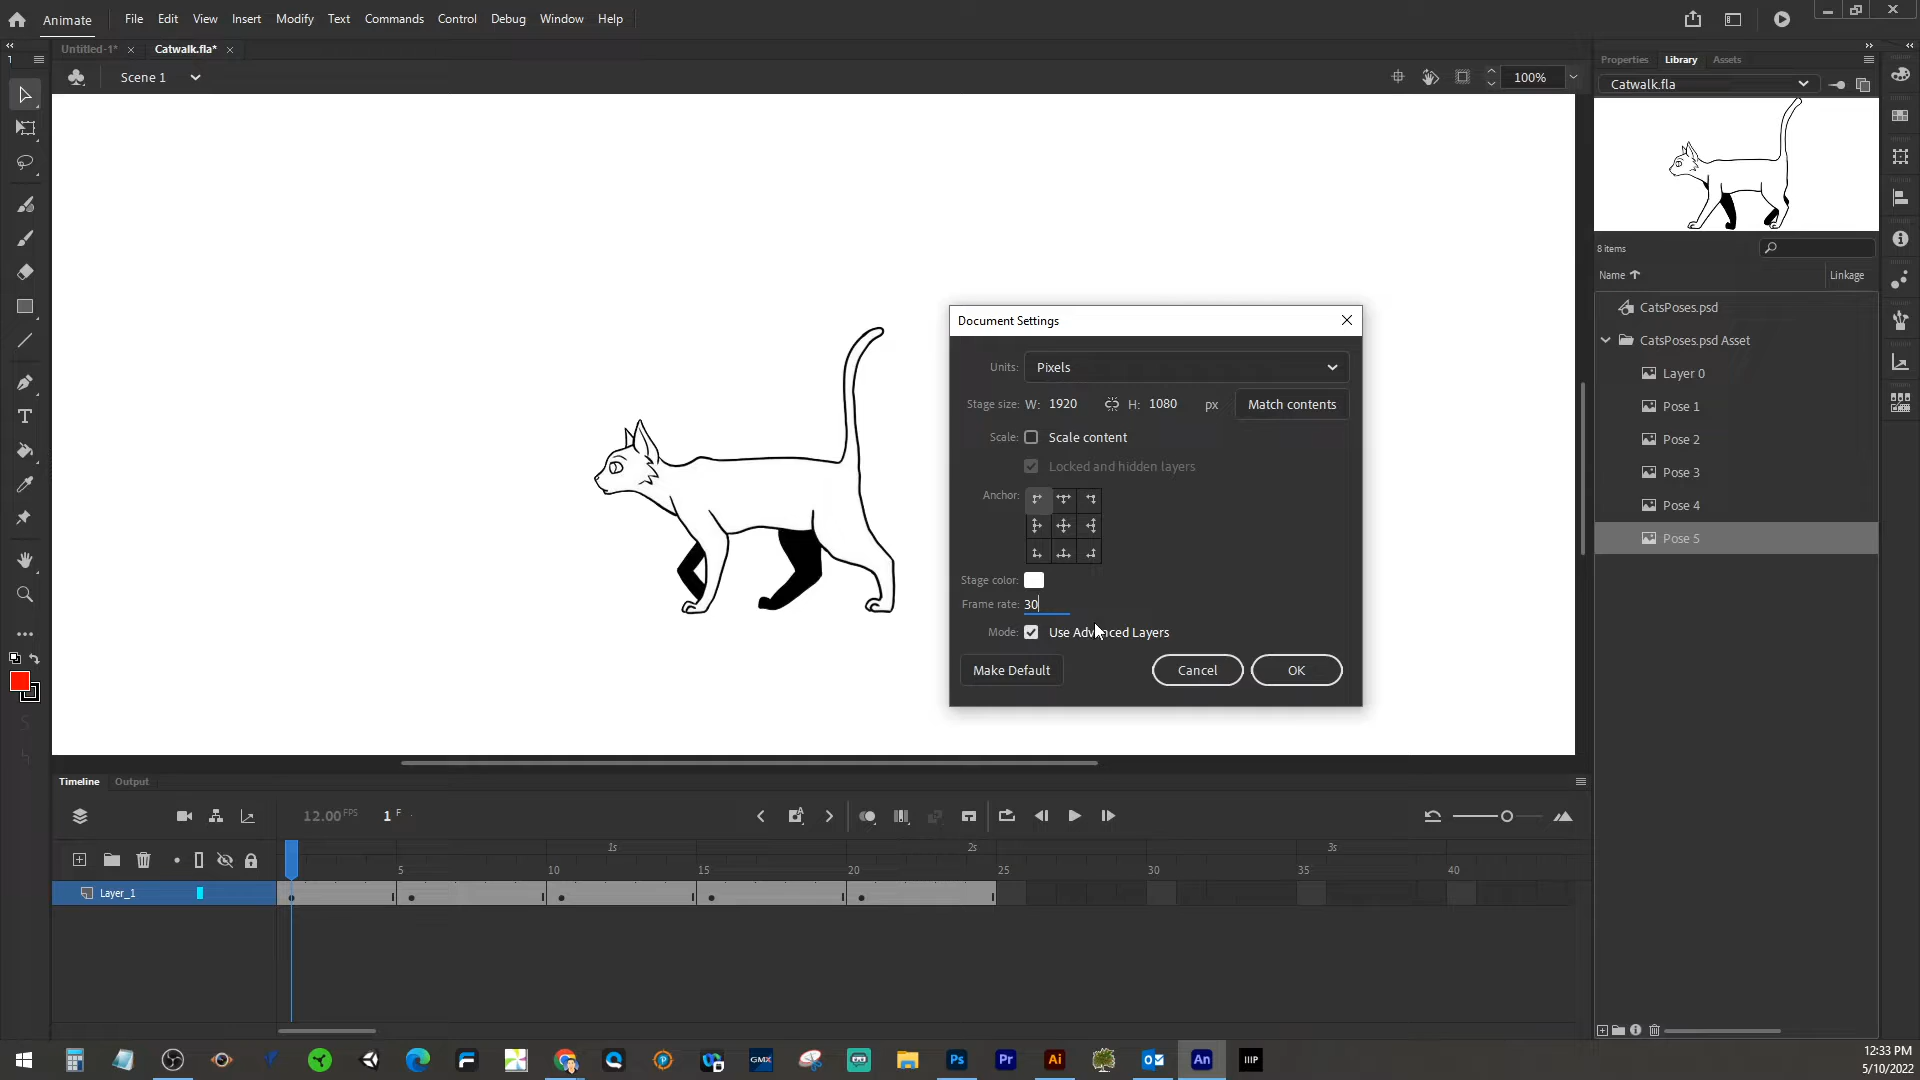 Animate File Edit View Insert Modify Text Commands Control Debug Window Help
Untitled-1* Catwalk.fla*
Scene 1 100%
Properties Library Assets
Catwalk.fla
8 items
Name Linkage
CatsPoses.psd
CatsPoses.psd Asset
Layer 0
Pose 1
Pose 2
Pose 3
Pose 4
Pose 5
Document Settings
Units: Pixels
Stage size: W: 1920 H: 1080 px Match contents
Scale: Scale content
Locked and hidden layers
Anchor:
Stage color:
Frame rate: 30
Mode: Use Advanced Layers
Make Default Cancel OK
Timeline Output
12.00 FPS 1 F
1s 2s 3s
5 10 15 20 25 30 35 40
Layer_1
GMX Ps Pr Ai An
12:33 PM
5/10/2022